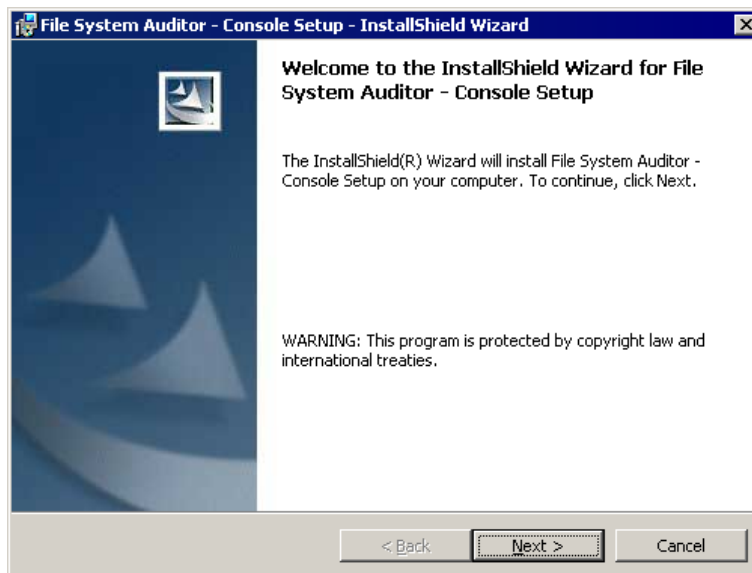 File System Auditor - Console Setup - InstallShield Wizard
Welcome to the InstallShield Wizard for File
System Auditor - Console Setup
The InstallShield(R) Wizard will install File System Auditor -
Console Setup on your computer. To continue, click Next.
WARNING: This program is protected by copyright law and
international treaties.
< Back Next > Cancel